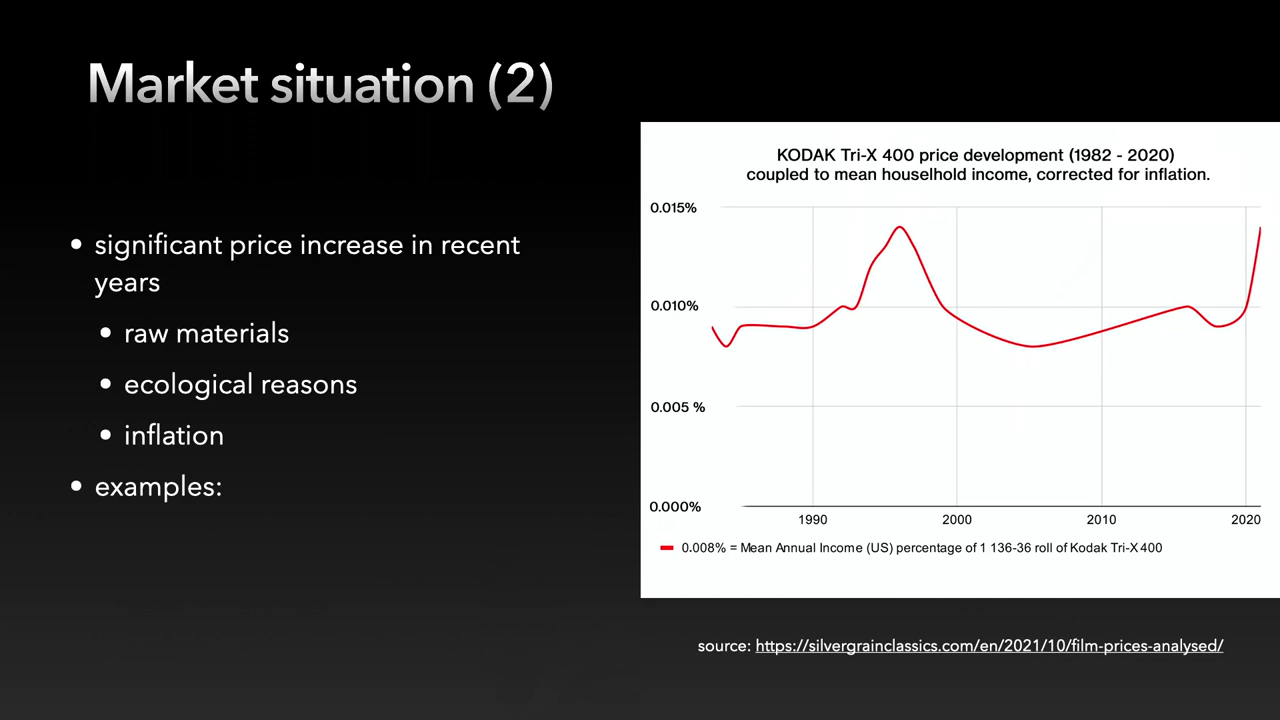 Market situation (2)
• significant price increase in recent
years
• raw materials
• ecological reasons
• inflation
• examples:
KODAK Tri-X 400 price development (1982 - 2020)
coupled to mean houselhold income, corrected for inflation.
0.015%
0.010%
0.005 %
0.000%
1990 2000 2010 2020
0.008% = Mean Annual Income (US) percentage of 1 136-36 roll of Kodak Tri-X 400
source: https://silvergrainclassics.com/en/2021/10/film-prices-analysed/